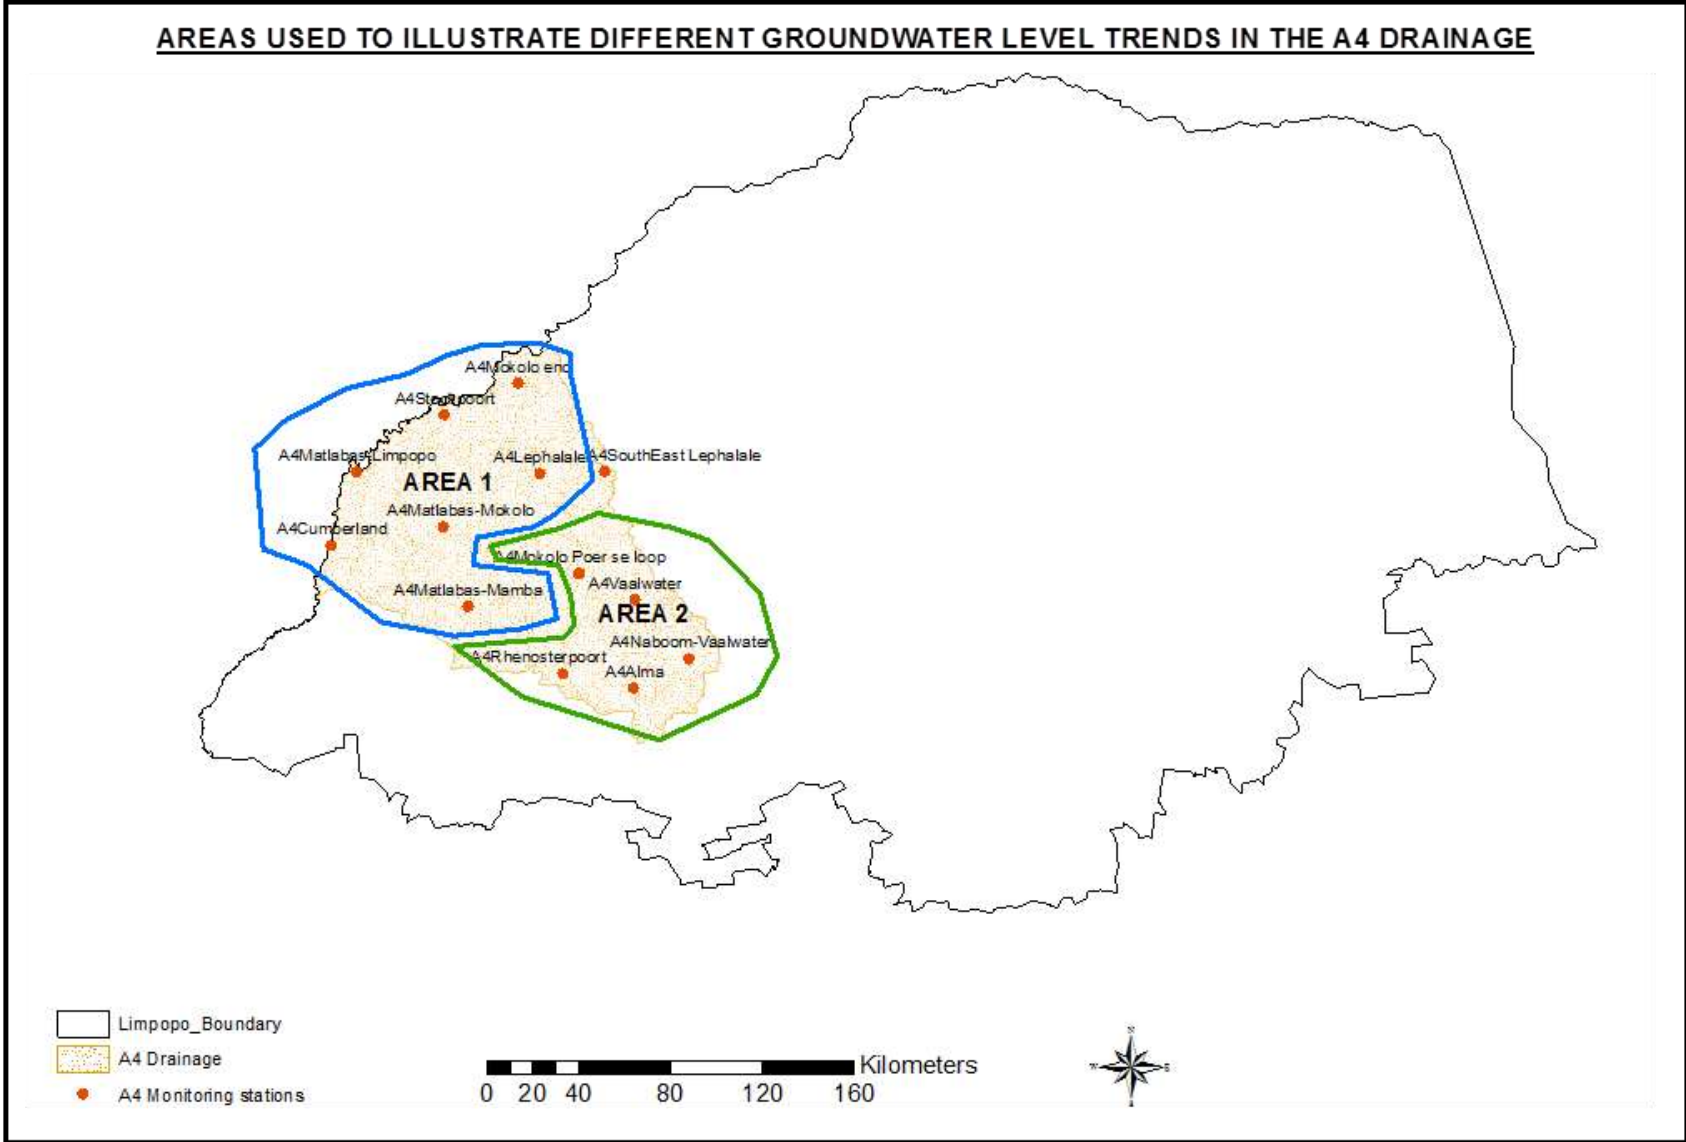 AREAS USED TO ILLUSTRATE DIFFERENT GROUNDWATER LEVEL TRENDS IN THE A4 DRAINAGE
A4Mokolo end
A4Stockpoort
A4Matlabas-Limpopo
A4Lephalale
A4SouthEast Lephalale
AREA 1
A4Matlabas-Mokolo
A4Cumberland
A4Mokolo Poer se loop
A4Vaalwater
A4Matlabas-Mamba
AREA 2
A4Naboom-Vaalwater
A4Rhenosterpoort
A4Alma
Limpopo_Boundary
A4 Drainage
A4 Monitoring stations
Kilometers
0 20 40 80 120 160
N
W